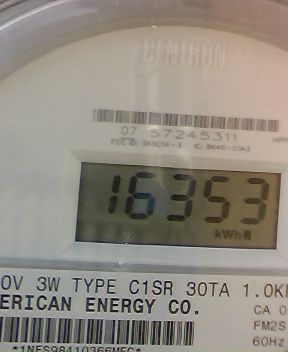 CENTRON
07 57245311
16353
kWh
0V 3W TYPE C1SR 30TA 1.0K
ERICAN ENERGY CO.
CA 0
FM2S
60Hz